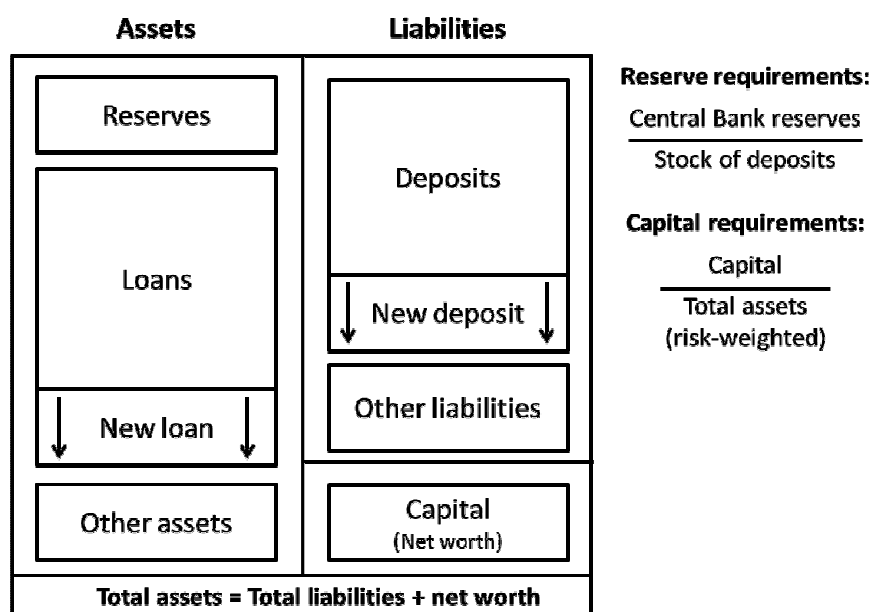 Assets
Liabilities
Reserves
Loans
New loan
Other assets
Deposits
New deposit
Other liabilities
Capital
(Net worth)
Total assets = Total liabilities + net worth
Reserve requirements:
Central Bank reserves
Stock of deposits
Capital requirements:
Capital
Total assets
(risk-weighted)